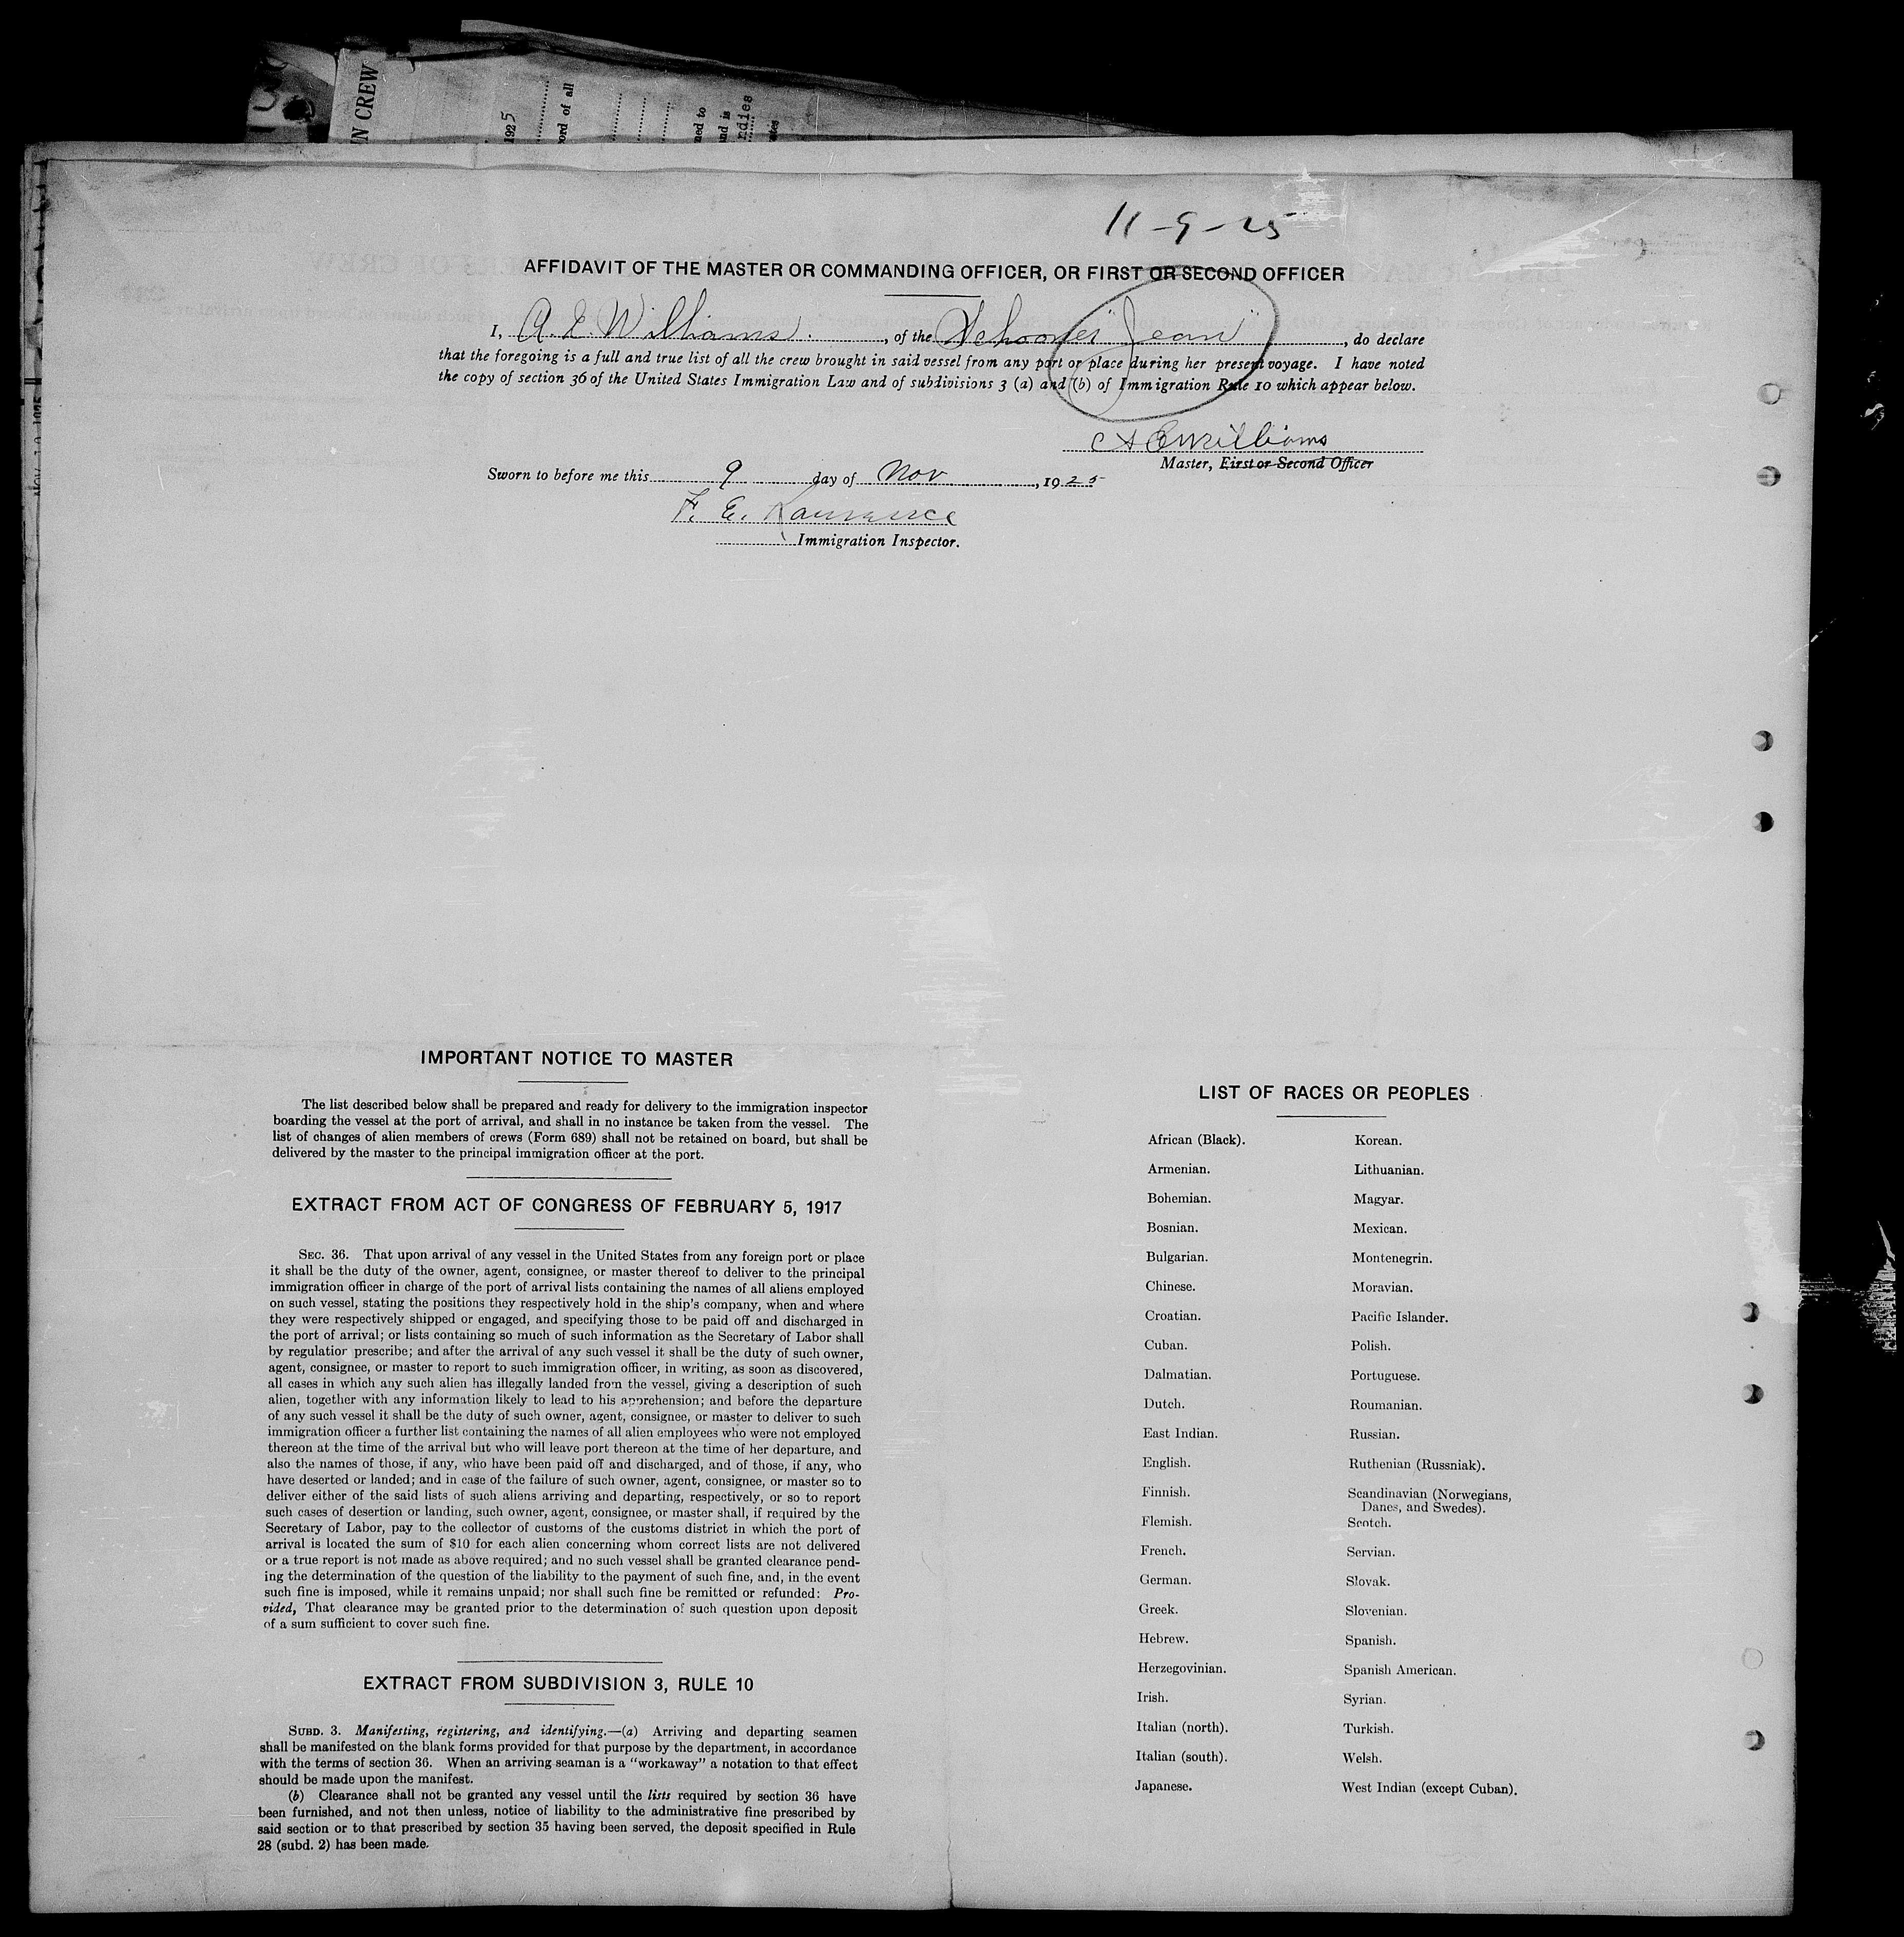 IN CREW
1925
ord of all
ned to
and is
ndies
ates
NOV 10 1925
11-9-25
AFFIDAVIT OF THE MASTER OR COMMANDING OFFICER, OR FIRST OR SECOND OFFICER
I, A. E. Williams, of the Schooner "Jean", do declare
that the foregoing is a full and true list of all the crew brought in said vessel from any port or place during her present voyage. I have noted
the copy of section 36 of the United States Immigration Law and of subdivisions 3 (a) and (b) of Immigration Rule 10 which appear below.
A E Williams
Master, First or Second Officer
Sworn to before me this 9 day of Nov, 1925
F. E. Lawrence
Immigration Inspector.
IMPORTANT NOTICE TO MASTER
The list described below shall be prepared and ready for delivery to the immigration inspector
boarding the vessel at the port of arrival, and shall in no instance be taken from the vessel. The
list of changes of alien members of crews (Form 689) shall not be retained on board, but shall be
delivered by the master to the principal immigration officer at the port.
EXTRACT FROM ACT OF CONGRESS OF FEBRUARY 5, 1917
SEC. 36. That upon arrival of any vessel in the United States from any foreign port or place
it shall be the duty of the owner, agent, consignee, or master thereof to deliver to the principal
immigration officer in charge of the port of arrival lists containing the names of all aliens employed
on such vessel, stating the positions they respectively hold in the ship's company, when and where
they were respectively shipped or engaged, and specifying those to be paid off and discharged in
the port of arrival; or lists containing so much of such information as the Secretary of Labor shall
by regulation prescribe; and after the arrival of any such vessel it shall be the duty of such owner,
agent, consignee, or master to report to such immigration officer, in writing, as soon as discovered,
all cases in which any such alien has illegally landed from the vessel, giving a description of such
alien, together with any information likely to lead to his apprehension; and before the departure
of any such vessel it shall be the duty of such owner, agent, consignee, or master to deliver to such
immigration officer a further list containing the names of all alien employees who were not employed
thereon at the time of the arrival but who will leave port thereon at the time of her departure, and
also the names of those, if any, who have been paid off and discharged, and of those, if any, who
have deserted or landed; and in case of the failure of such owner, agent, consignee, or master so to
deliver either of the said lists of such aliens arriving and departing, respectively, or so to report
such cases of desertion or landing, such owner, agent, consignee, or master shall, if required by the
Secretary of Labor, pay to the collector of customs of the customs district in which the port of
arrival is located the sum of $10 for each alien concerning whom correct lists are not delivered
or a true report is not made as above required; and no such vessel shall be granted clearance pend-
ing the determination of the question of the liability to the payment of such fine, and, in the event
such fine is imposed, while it remains unpaid; nor shall such fine be remitted or refunded: Pro-
vided, That clearance may be granted prior to the determination of such question upon deposit
of a sum sufficient to cover such fine.
EXTRACT FROM SUBDIVISION 3, RULE 10
SUBD. 3. Manifesting, registering, and identifying.—(a) Arriving and departing seamen
shall be manifested on the blank forms provided for that purpose by the department, in accordance
with the terms of section 36. When an arriving seaman is a "workaway" a notation to that effect
should be made upon the manifest.
(b) Clearance shall not be granted any vessel until the lists required by section 36 have
been furnished, and not then unless, notice of liability to the administrative fine prescribed by
said section or to that prescribed by section 35 having been served, the deposit specified in Rule
28 (subd. 2) has been made.
LIST OF RACES OR PEOPLES
African (Black).
Armenian.
Bohemian.
Bosnian.
Bulgarian.
Chinese.
Croatian.
Cuban.
Dalmatian.
Dutch.
East Indian.
English.
Finnish.
Flemish.
French.
German.
Greek.
Hebrew.
Herzegovinian.
Irish.
Italian (north).
Italian (south).
Japanese.
Korean.
Lithuanian.
Magyar.
Mexican.
Montenegrin.
Moravian.
Pacific Islander.
Polish.
Portuguese.
Roumanian.
Russian.
Ruthenian (Russniak).
Scandinavian (Norwegians,
Danes, and Swedes).
Scotch.
Servian.
Slovak.
Slovenian.
Spanish.
Spanish American.
Syrian.
Turkish.
Welsh.
West Indian (except Cuban).